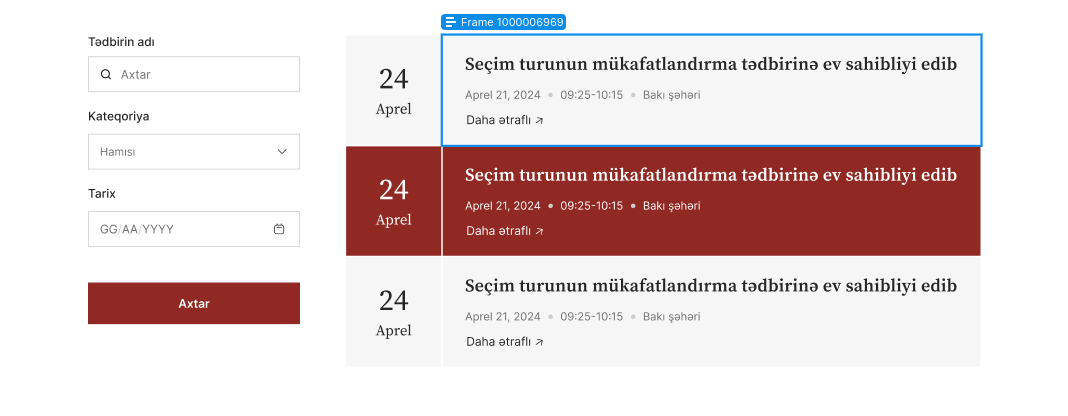 Frame 1000006969
Tədbirin adı
Axtar
Kateqoriya
Hamısı
Tarix
GG/AA/YYYY
Axtar
24
Aprel
Seçim turunun mükafatlandırma tədbirinə ev sahibliyi edib
Aprel 21, 2024 • 09:25-10:15 • Bakı şəhəri
Daha ətraflı ↗
24
Aprel
Seçim turunun mükafatlandırma tədbirinə ev sahibliyi edib
Aprel 21, 2024 • 09:25-10:15 • Bakı şəhəri
Daha ətraflı ↗
24
Aprel
Seçim turunun mükafatlandırma tədbirinə ev sahibliyi edib
Aprel 21, 2024 • 09:25-10:15 • Bakı şəhəri
Daha ətraflı ↗